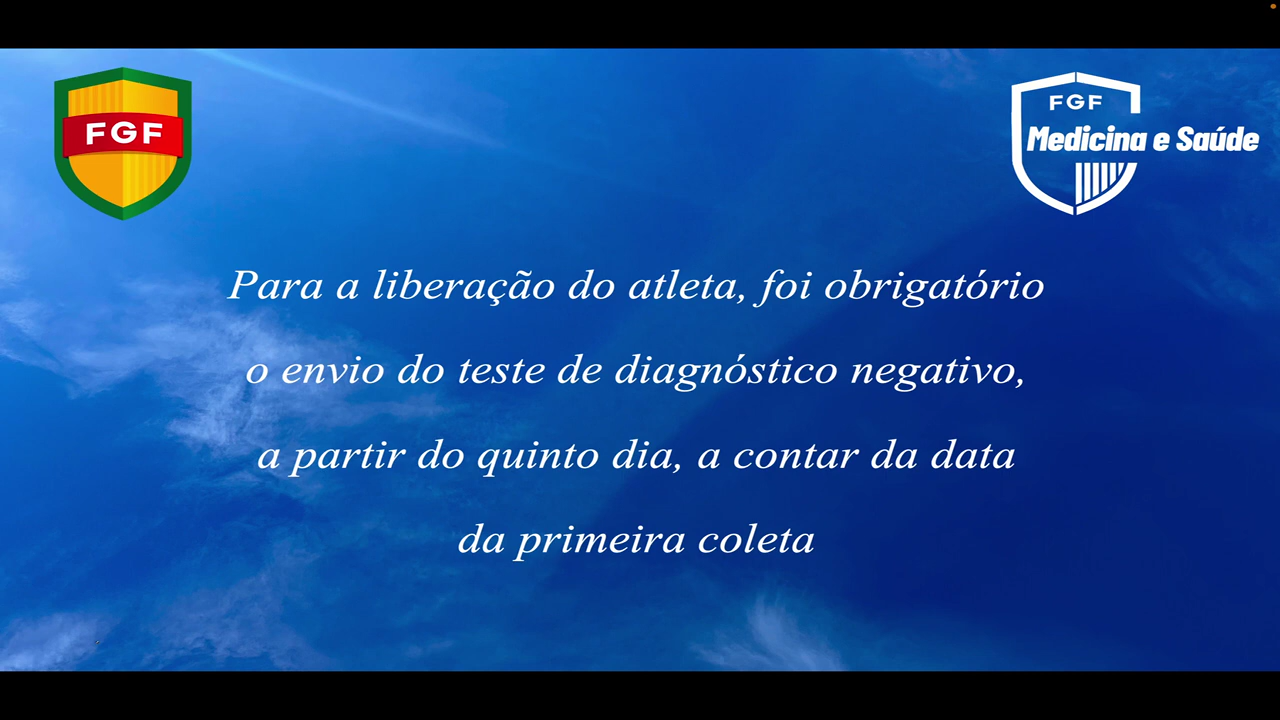 FGF
FGF
Medicina e Saúde
Para a liberação do atleta, foi obrigatório
o envio do teste de diagnóstico negativo,
a partir do quinto dia, a contar da data
da primeira coleta